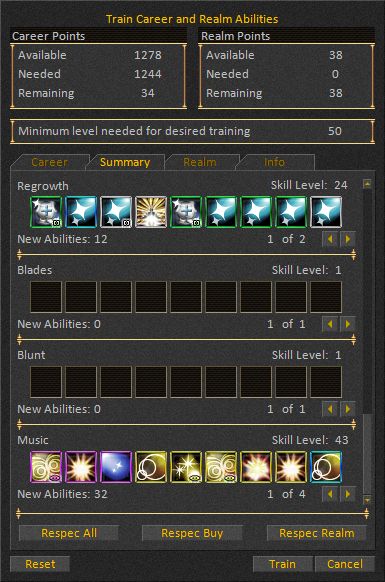 Train Career and Realm Abilities
Career Points
Available 1278
Needed 1244
Remaining 34
Realm Points
Available 38
Needed 0
Remaining 38
Minimum level needed for desired training 50
Career Summary Realm Info
Regrowth Skill Level: 24
New Abilities: 12 1 of 2
Blades Skill Level: 1
New Abilities: 0 1 of 1
Blunt Skill Level: 1
New Abilities: 0 1 of 1
Music Skill Level: 43
New Abilities: 32 1 of 4
Respec All Respec Buy Respec Realm
Reset Train Cancel